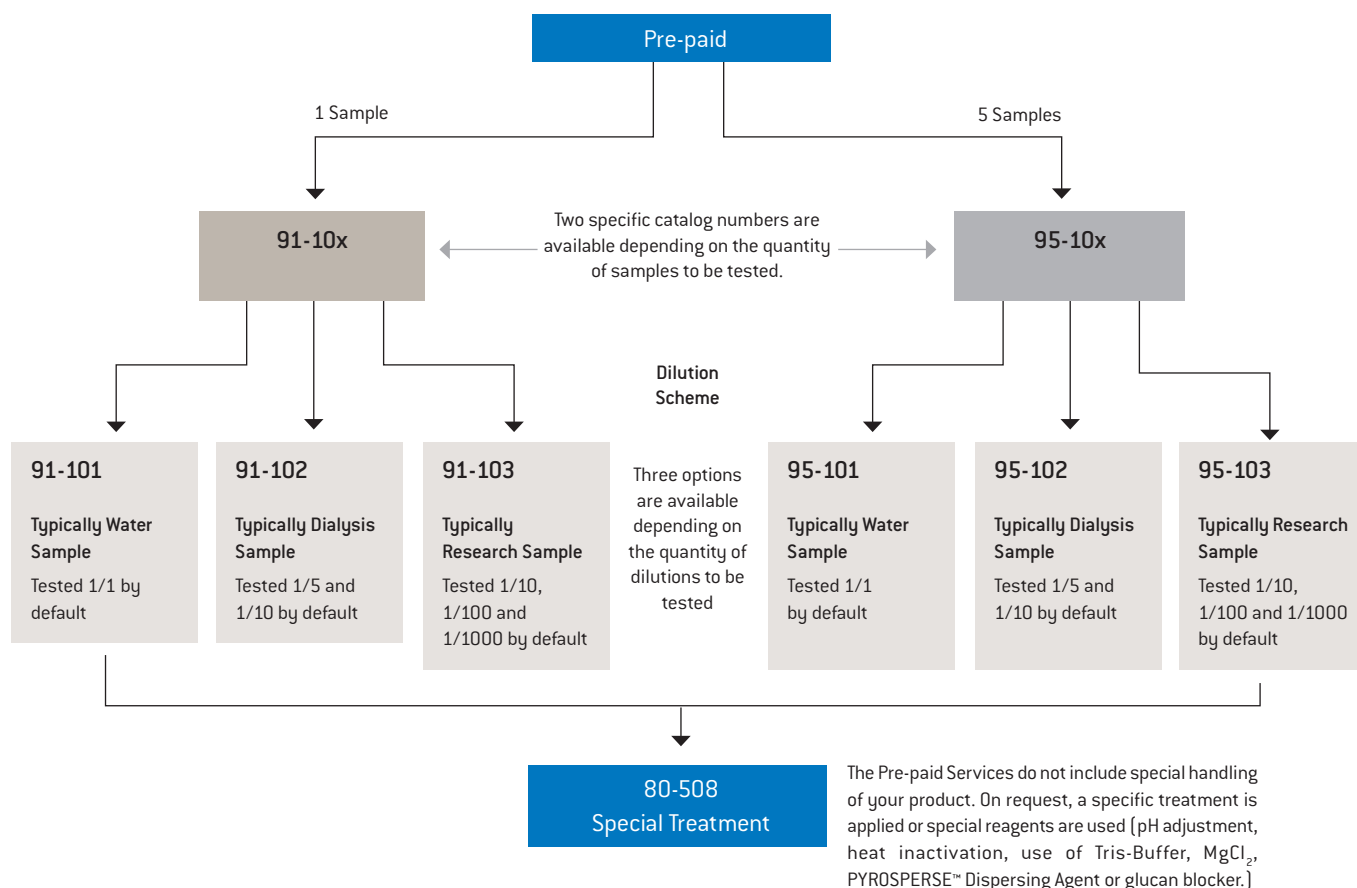 Pre-paid
1 Sample
5 Samples
91-10x
Two specific catalog numbers are
available depending on the quantity
of samples to be tested.
95-10x
Dilution
Scheme
91-101
Typically Water
Sample
Tested 1/1 by
default
91-102
Typically Dialysis
Sample
Tested 1/5 and
1/10 by default
91-103
Typically
Research Sample
Tested 1/10,
1/100 and
1/1000 by default
Three options
are available
depending on
the quantity of
dilutions to be
tested
95-101
Typically Water
Sample
Tested 1/1
by default
95-102
Typically Dialysis
Sample
Tested 1/5 and
1/10 by default
95-103
Typically Research
Sample
Tested 1/10,
1/100 and 1/1000
by default
80-508
Special Treatment
The Pre-paid Services do not include special handling
of your product. On request, a specific treatment is
applied or special reagents are used (pH adjustment,
heat inactivation, use of Tris-Buffer, MgCl₂,
PYROSPERSE™ Dispersing Agent or glucan blocker.)